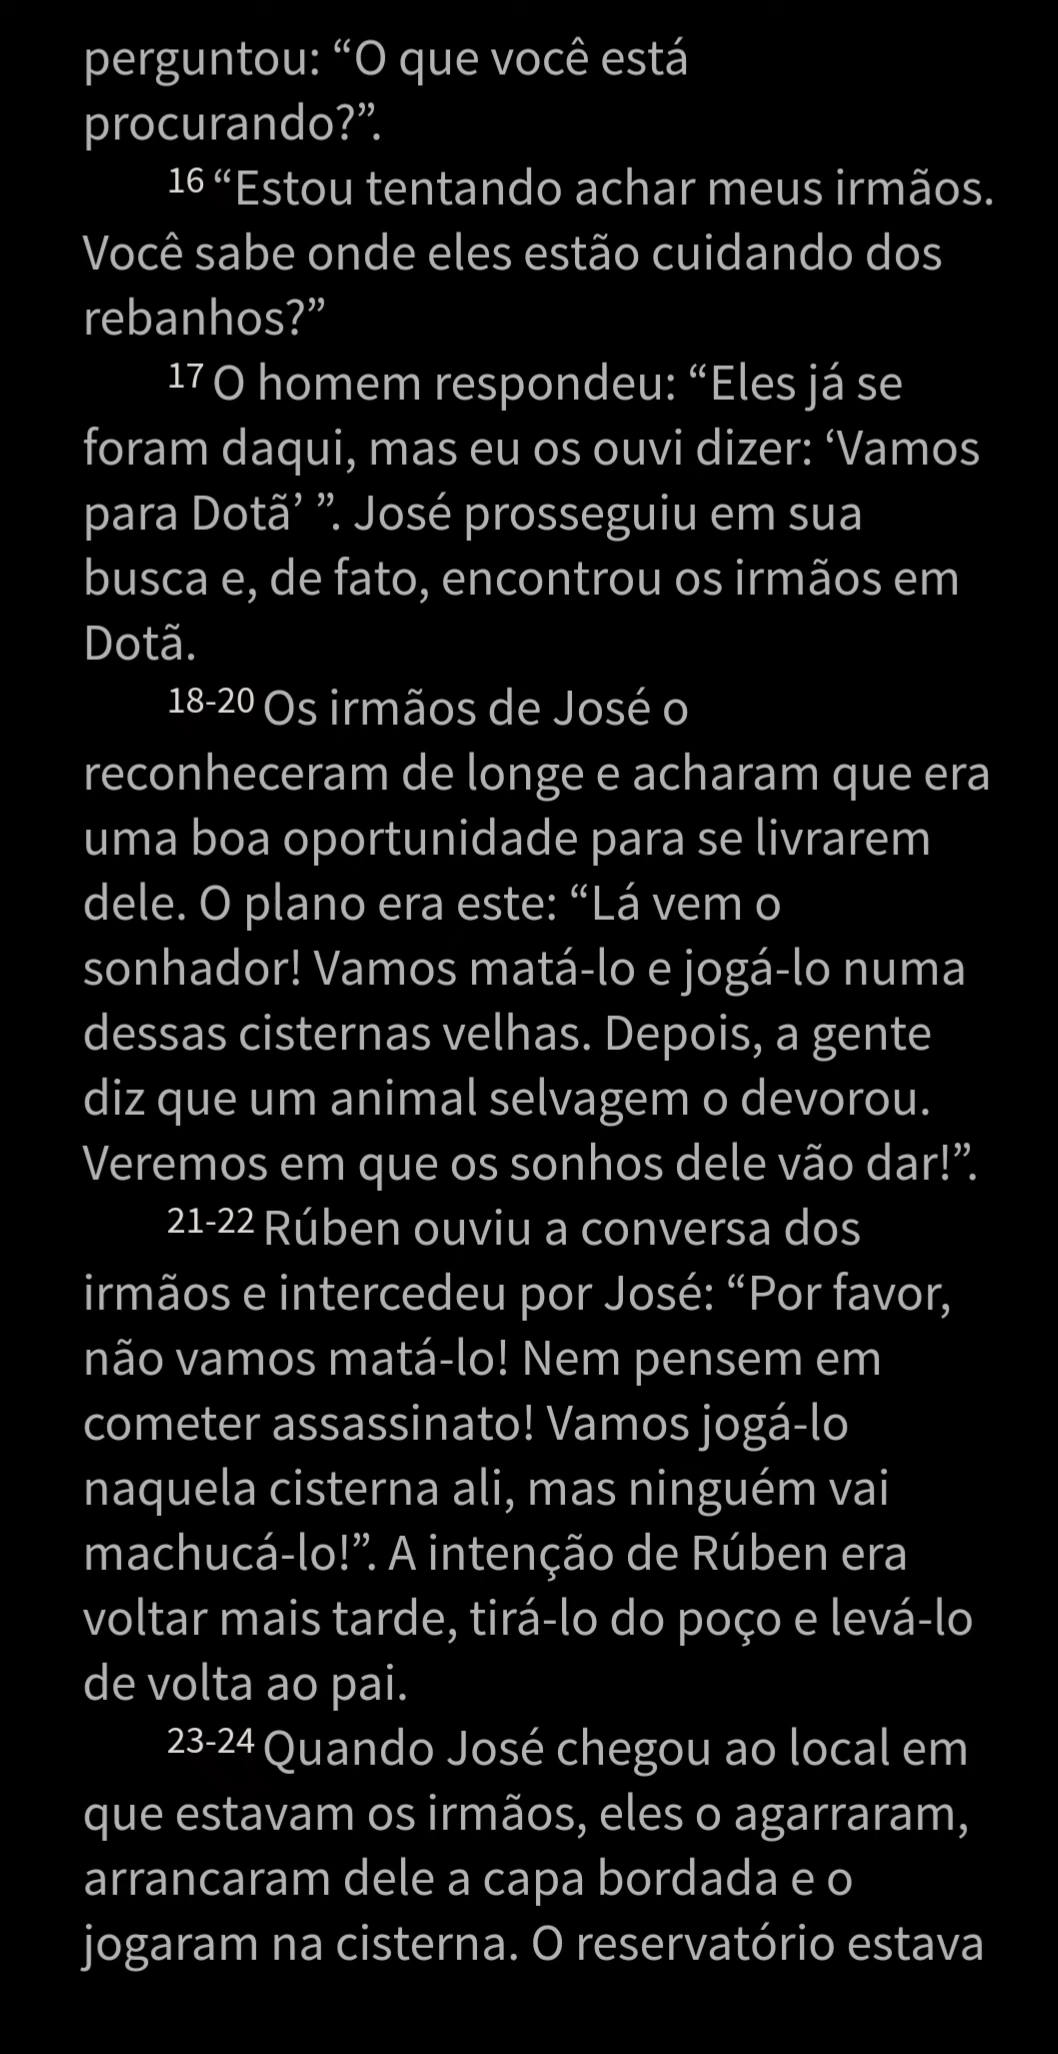 perguntou: “O que você está
procurando?”.
16 “Estou tentando achar meus irmãos.
Você sabe onde eles estão cuidando dos
rebanhos?”
17 O homem respondeu: “Eles já se
foram daqui, mas eu os ouvi dizer: ‘Vamos
para Dotã’ ”. José prosseguiu em sua
busca e, de fato, encontrou os irmãos em
Dotã.
18-20 Os irmãos de José o
reconheceram de longe e acharam que era
uma boa oportunidade para se livrarem
dele. O plano era este: “Lá vem o
sonhador! Vamos matá-lo e jogá-lo numa
dessas cisternas velhas. Depois, a gente
diz que um animal selvagem o devorou.
Veremos em que os sonhos dele vão dar!”.
21-22 Rúben ouviu a conversa dos
irmãos e intercedeu por José: “Por favor,
não vamos matá-lo! Nem pensem em
cometer assassinato! Vamos jogá-lo
naquela cisterna ali, mas ninguém vai
machucá-lo!”. A intenção de Rúben era
voltar mais tarde, tirá-lo do poço e levá-lo
de volta ao pai.
23-24 Quando José chegou ao local em
que estavam os irmãos, eles o agarraram,
arrancaram dele a capa bordada e o
jogaram na cisterna. O reservatório estava